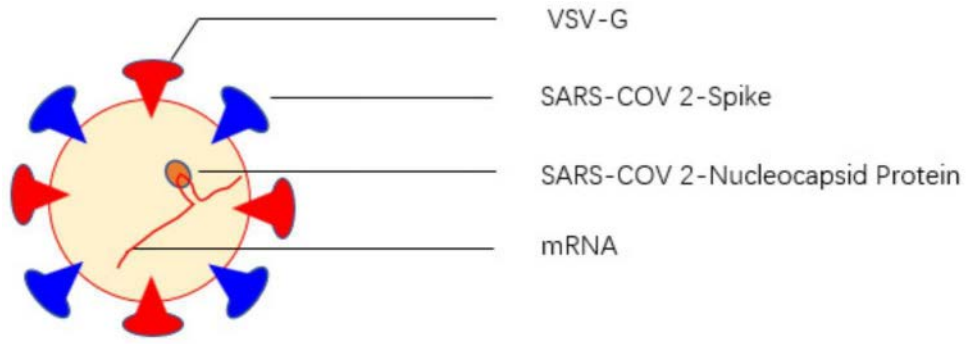 VSV-G
SARS-COV 2-Spike
SARS-COV 2-Nucleocapsid Protein
mRNA